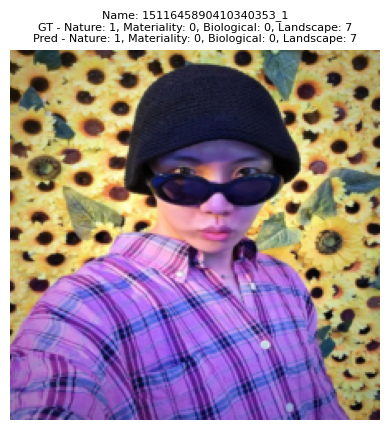 Name: 1511645890410340353_1
GT - Nature: 1, Materiality: 0, Biological: 0, Landscape: 7
Pred - Nature: 1, Materiality: 0, Biological: 0, Landscape: 7